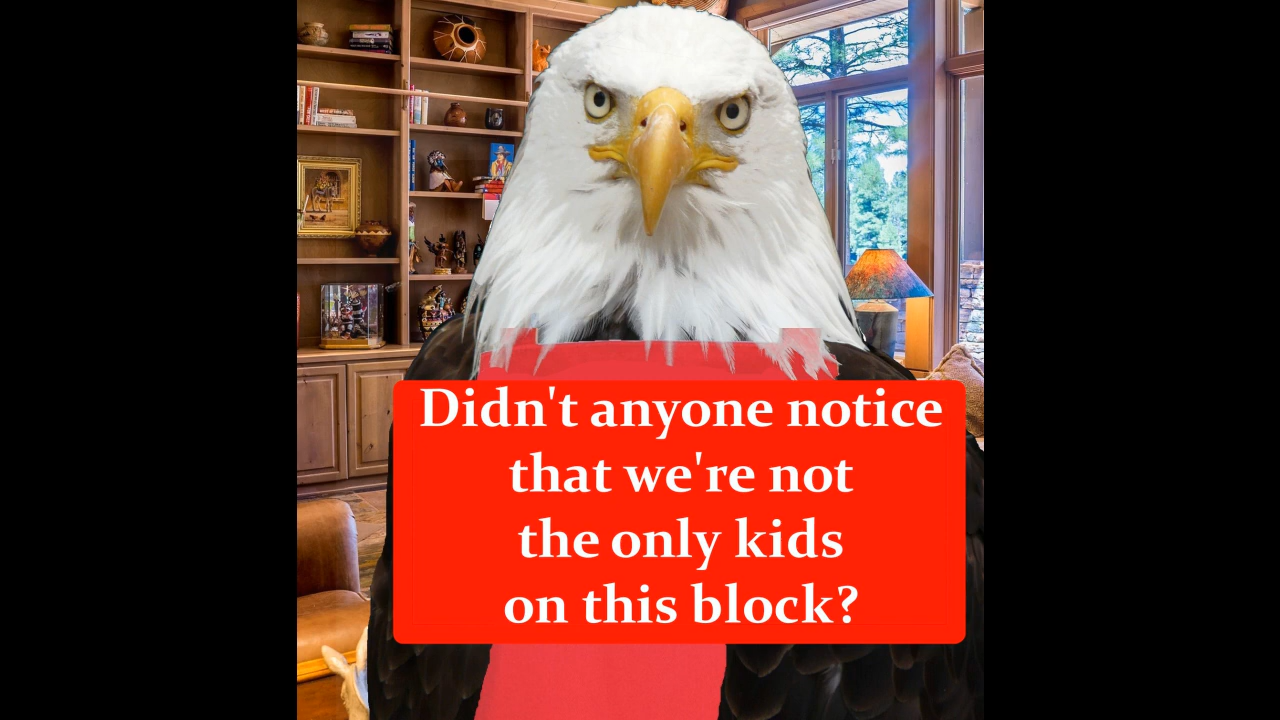 Didn't anyone notice
that we're not
the only kids
on this block?